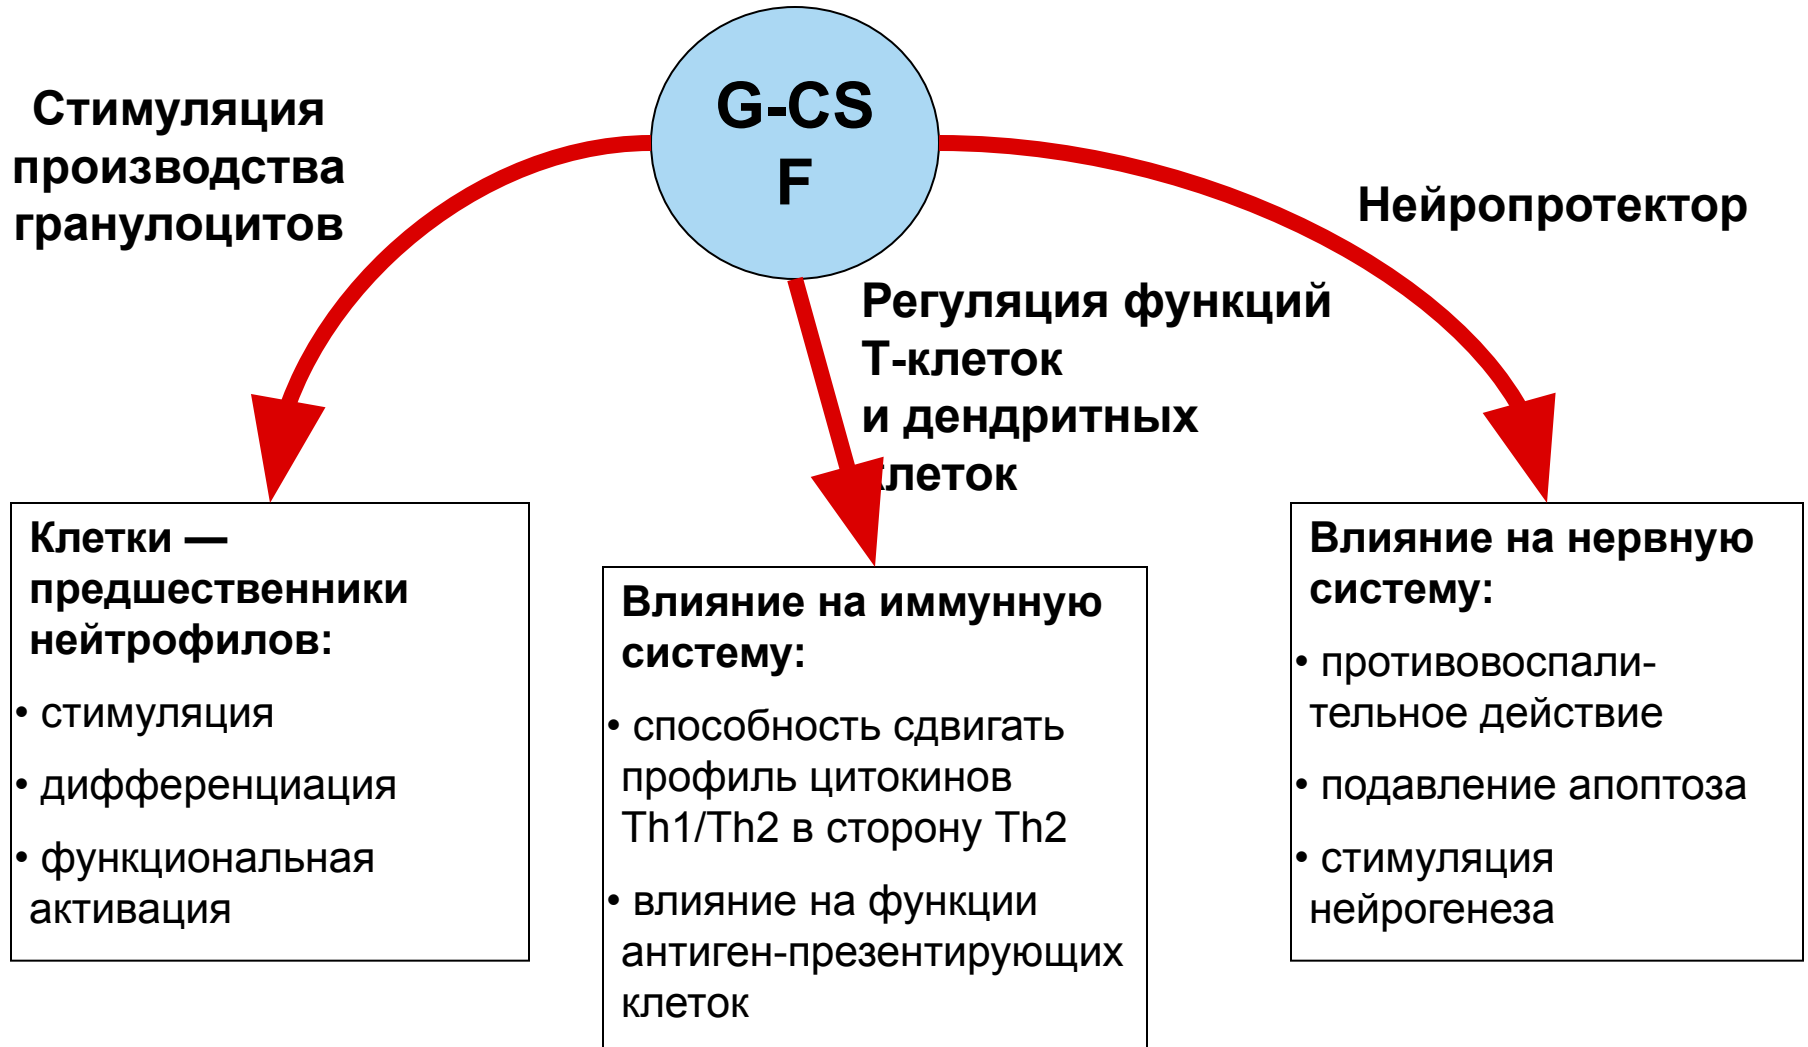 G-CS
F
Стимуляция
производства
гранулоцитов
Регуляция функций
Т-клеток
и дендритных
клеток
Нейропротектор
Клетки —
предшественники
нейтрофилов:
• стимуляция
• дифференциация
• функциональная
активация
Влияние на иммунную
систему:
• способность сдвигать
профиль цитокинов
Th1/Th2 в сторону Th2
• влияние на функции
антиген-презентирующих
клеток
Влияние на нервную
систему:
• противовоспали-
тельное действие
• подавление апоптоза
• стимуляция
нейрогенеза